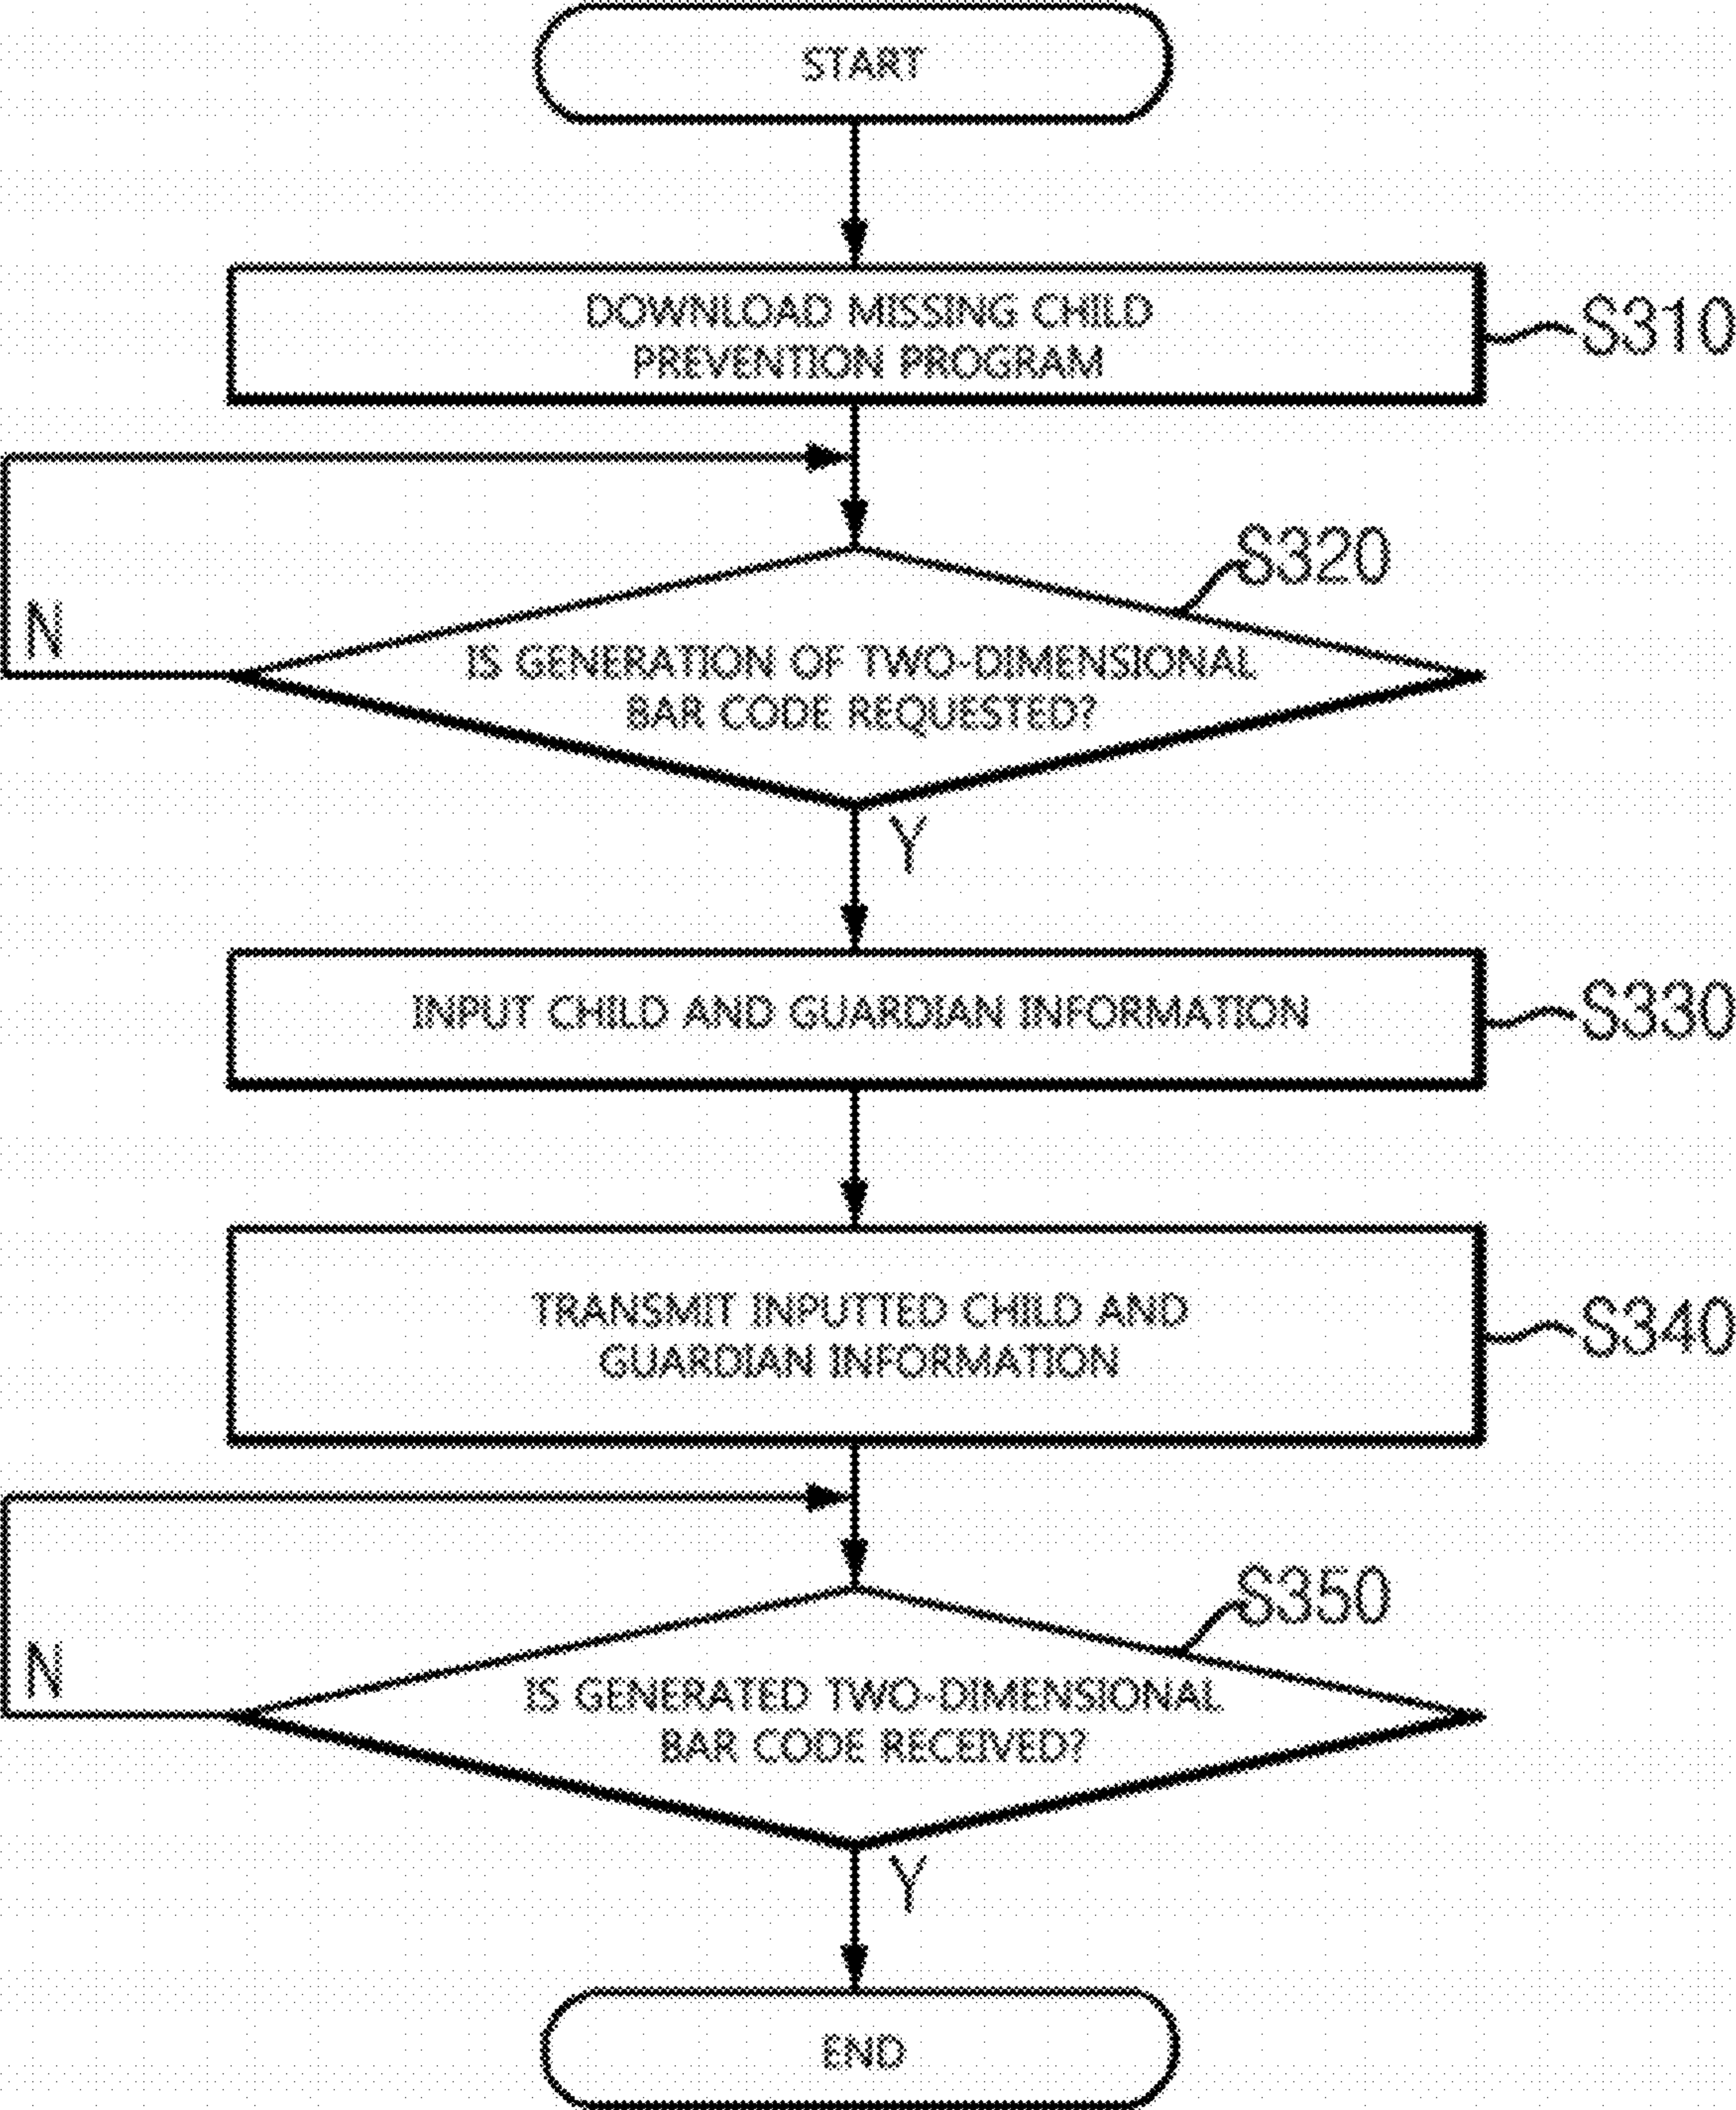 START
DOWNLOAD MISSING CHILD
PREVENTION PROGRAM
S310
S320
N
IS GENERATION OF TWO-DIMENSIONAL
BAR CODE REQUESTED?
Y
INPUT CHILD AND GUARDIAN INFORMATION
S330
TRANSMIT INPUTTED CHILD AND
GUARDIAN INFORMATION
S340
S350
N
IS GENERATED TWO-DIMENSIONAL
BAR CODE RECEIVED?
Y
END